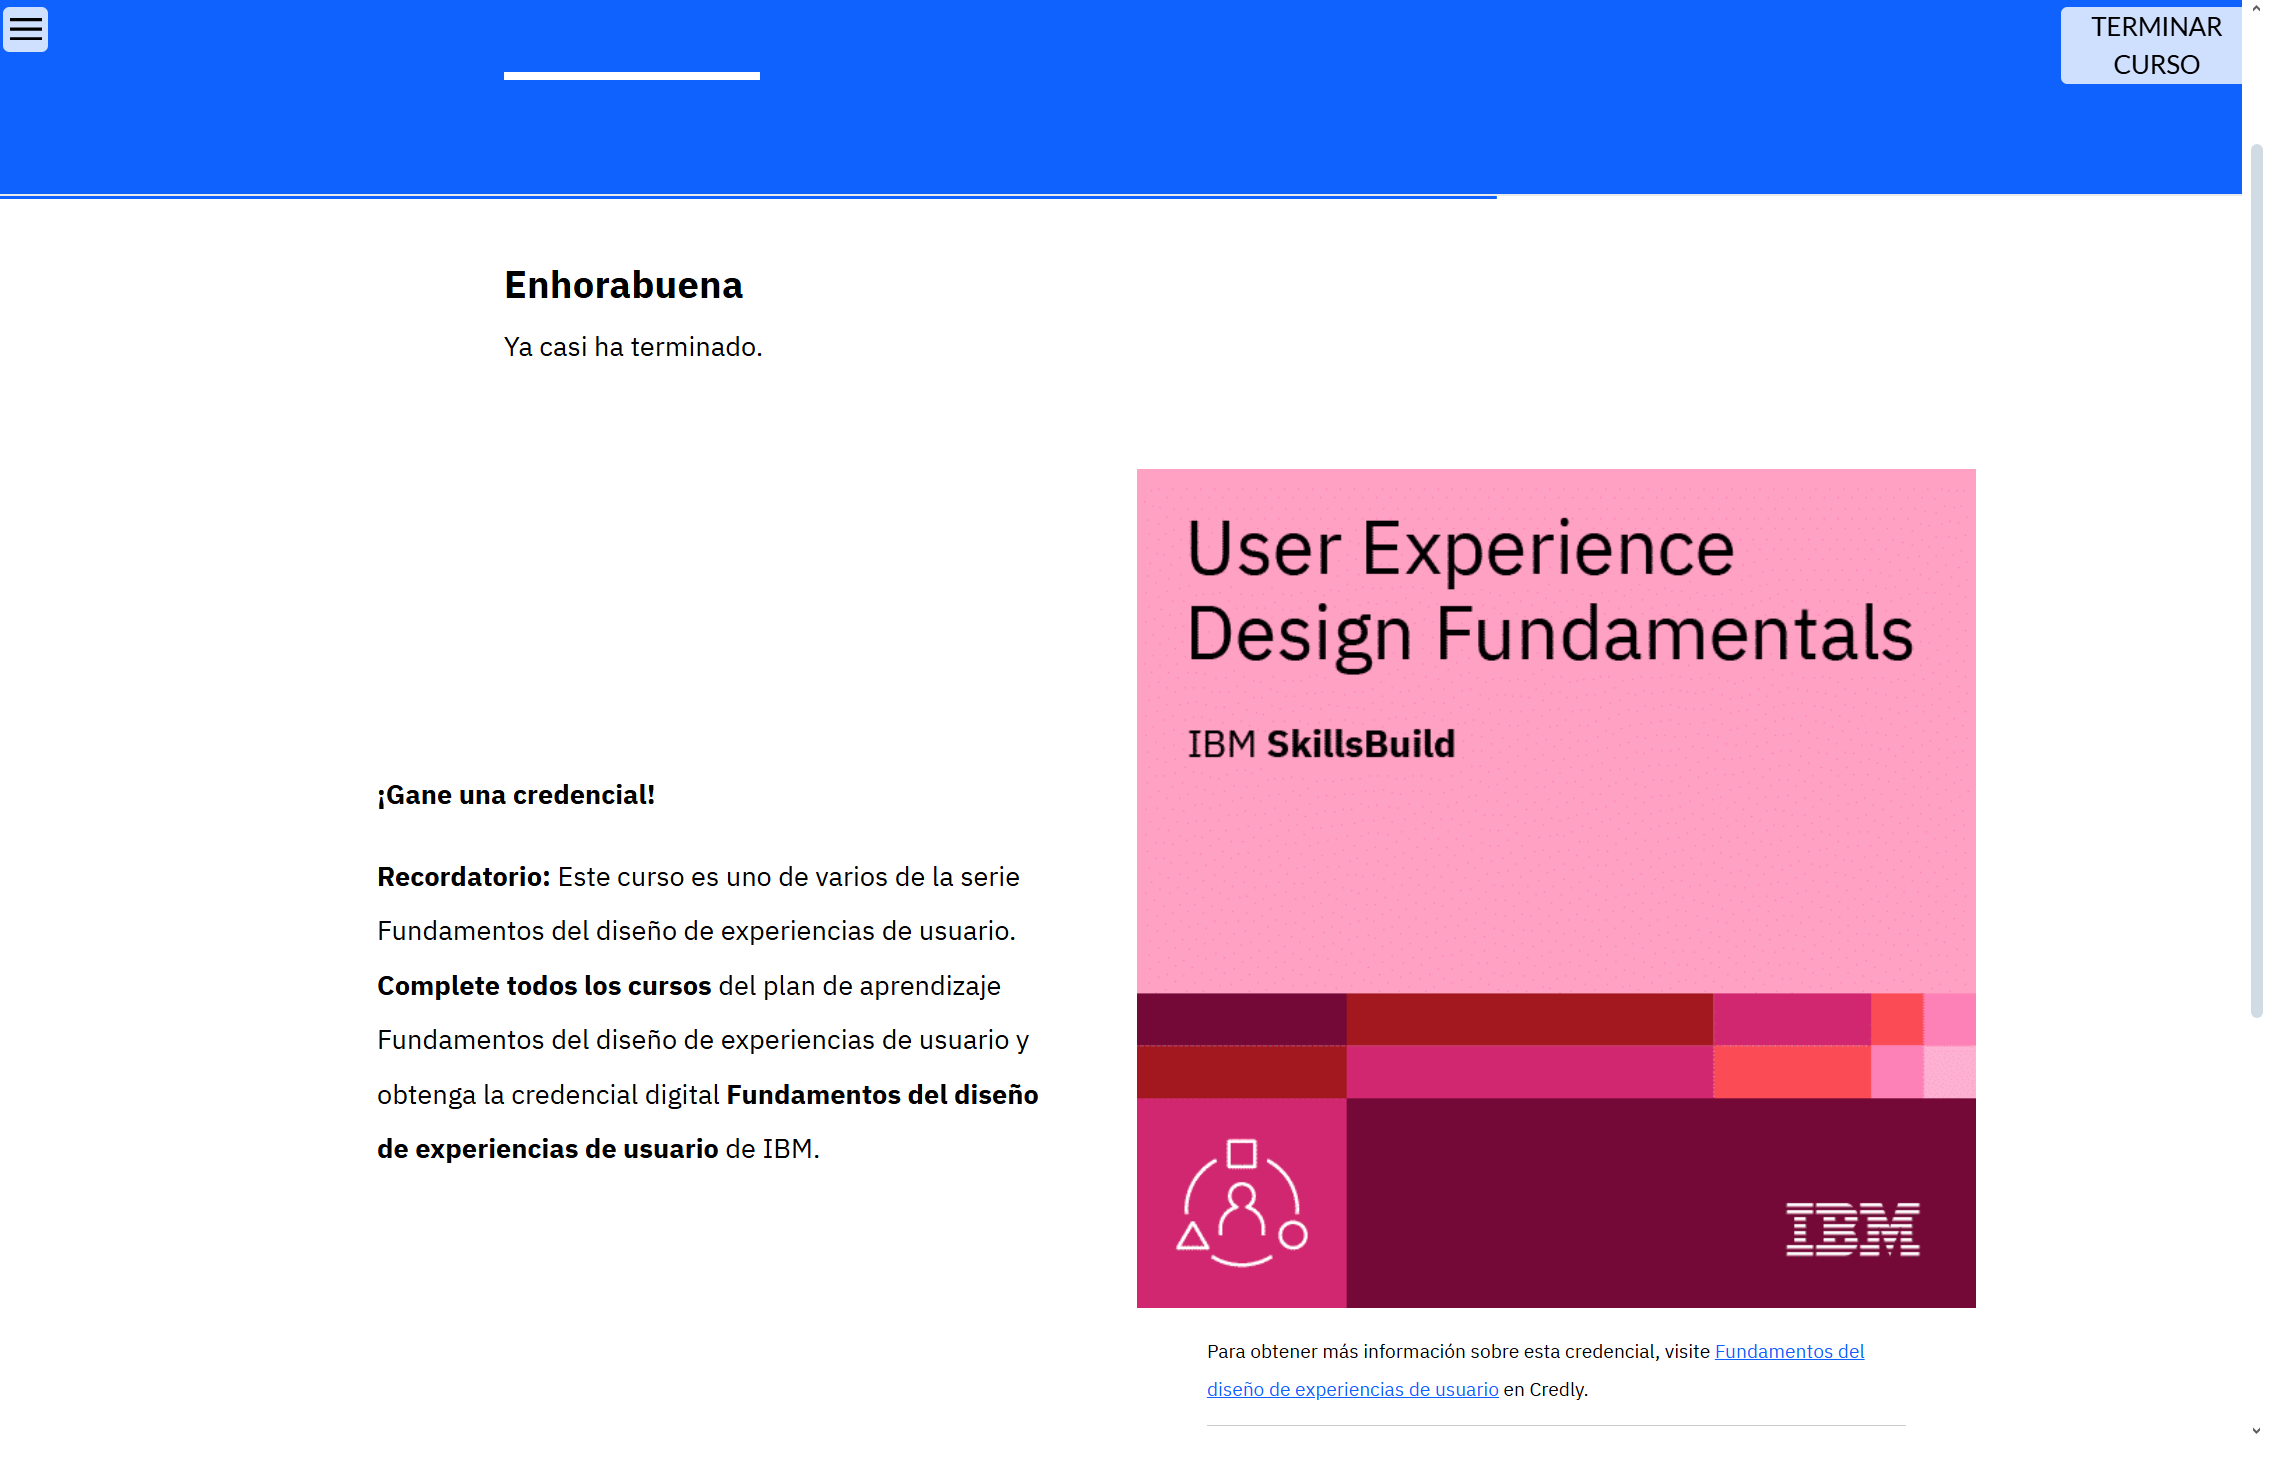 TERMINAR
CURSO
Enhorabuena
Ya casi ha terminado.
User Experience
Design Fundamentals
IBM SkillsBuild
¡Gane una credencial!
Recordatorio: Este curso es uno de varios de la serie
Fundamentos del diseño de experiencias de usuario.
Complete todos los cursos del plan de aprendizaje
Fundamentos del diseño de experiencias de usuario y
obtenga la credencial digital Fundamentos del diseño
de experiencias de usuario de IBM.
IBM
Para obtener más información sobre esta credencial, visite Fundamentos del
diseño de experiencias de usuario en Credly.